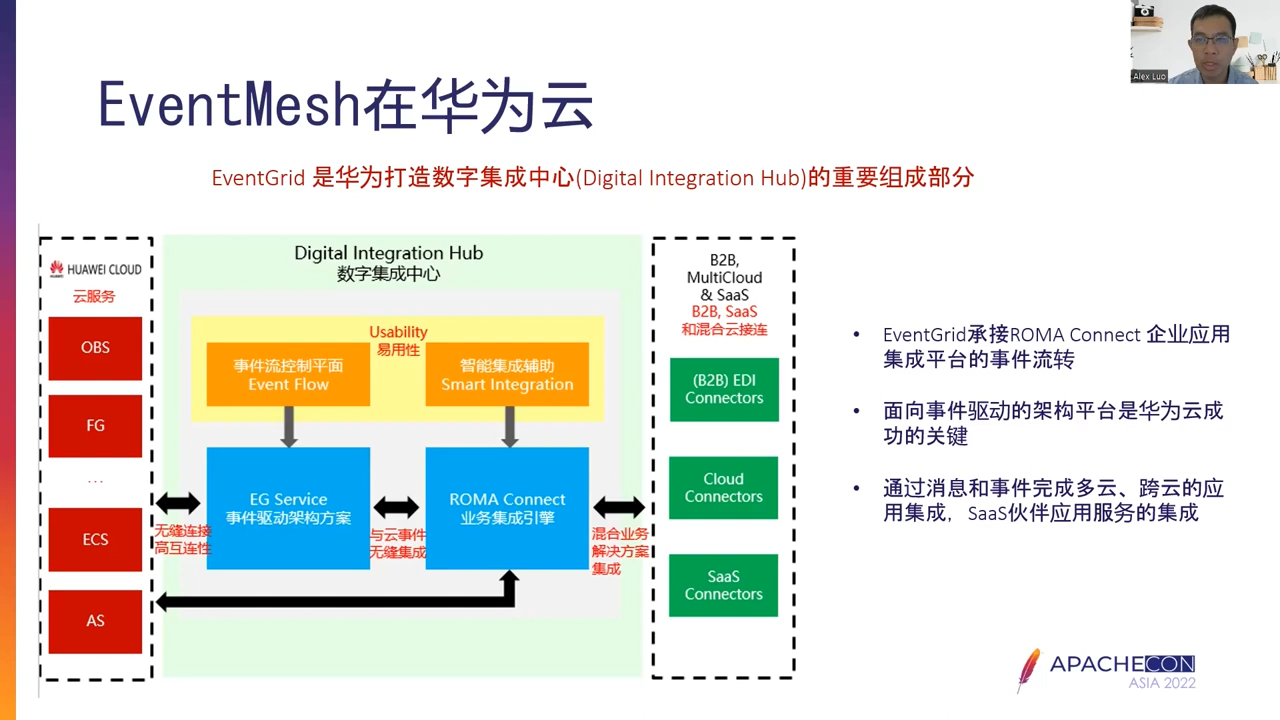 Alex Luo
EventMesh在华为云
EventGrid 是华为打造数字集成中心(Digital Integration Hub)的重要组成部分
HUAWEI
HUAWEI CLOUD
云服务
OBS
FG
...
ECS
AS
无缝连接
高互连性
Digital Integration Hub
数字集成中心
Usability
易用性
事件流控制平面
Event Flow
智能集成辅助
Smart Integration
EG Service
事件驱动架构方案
与云事件
无缝集成
ROMA Connect
业务集成引擎
混合业务
解决方案
集成
B2B,
MultiCloud
& SaaS
B2B, SaaS
和混合云接连
(B2B) EDI
Connectors
Cloud
Connectors
SaaS
Connectors
• EventGrid承接ROMA Connect 企业应用
集成平台的事件流转
• 面向事件驱动的架构平台是华为云成
功的关键
• 通过消息和事件完成多云、跨云的应
用集成，SaaS伙伴应用服务的集成
APACHECON
ASIA 2022